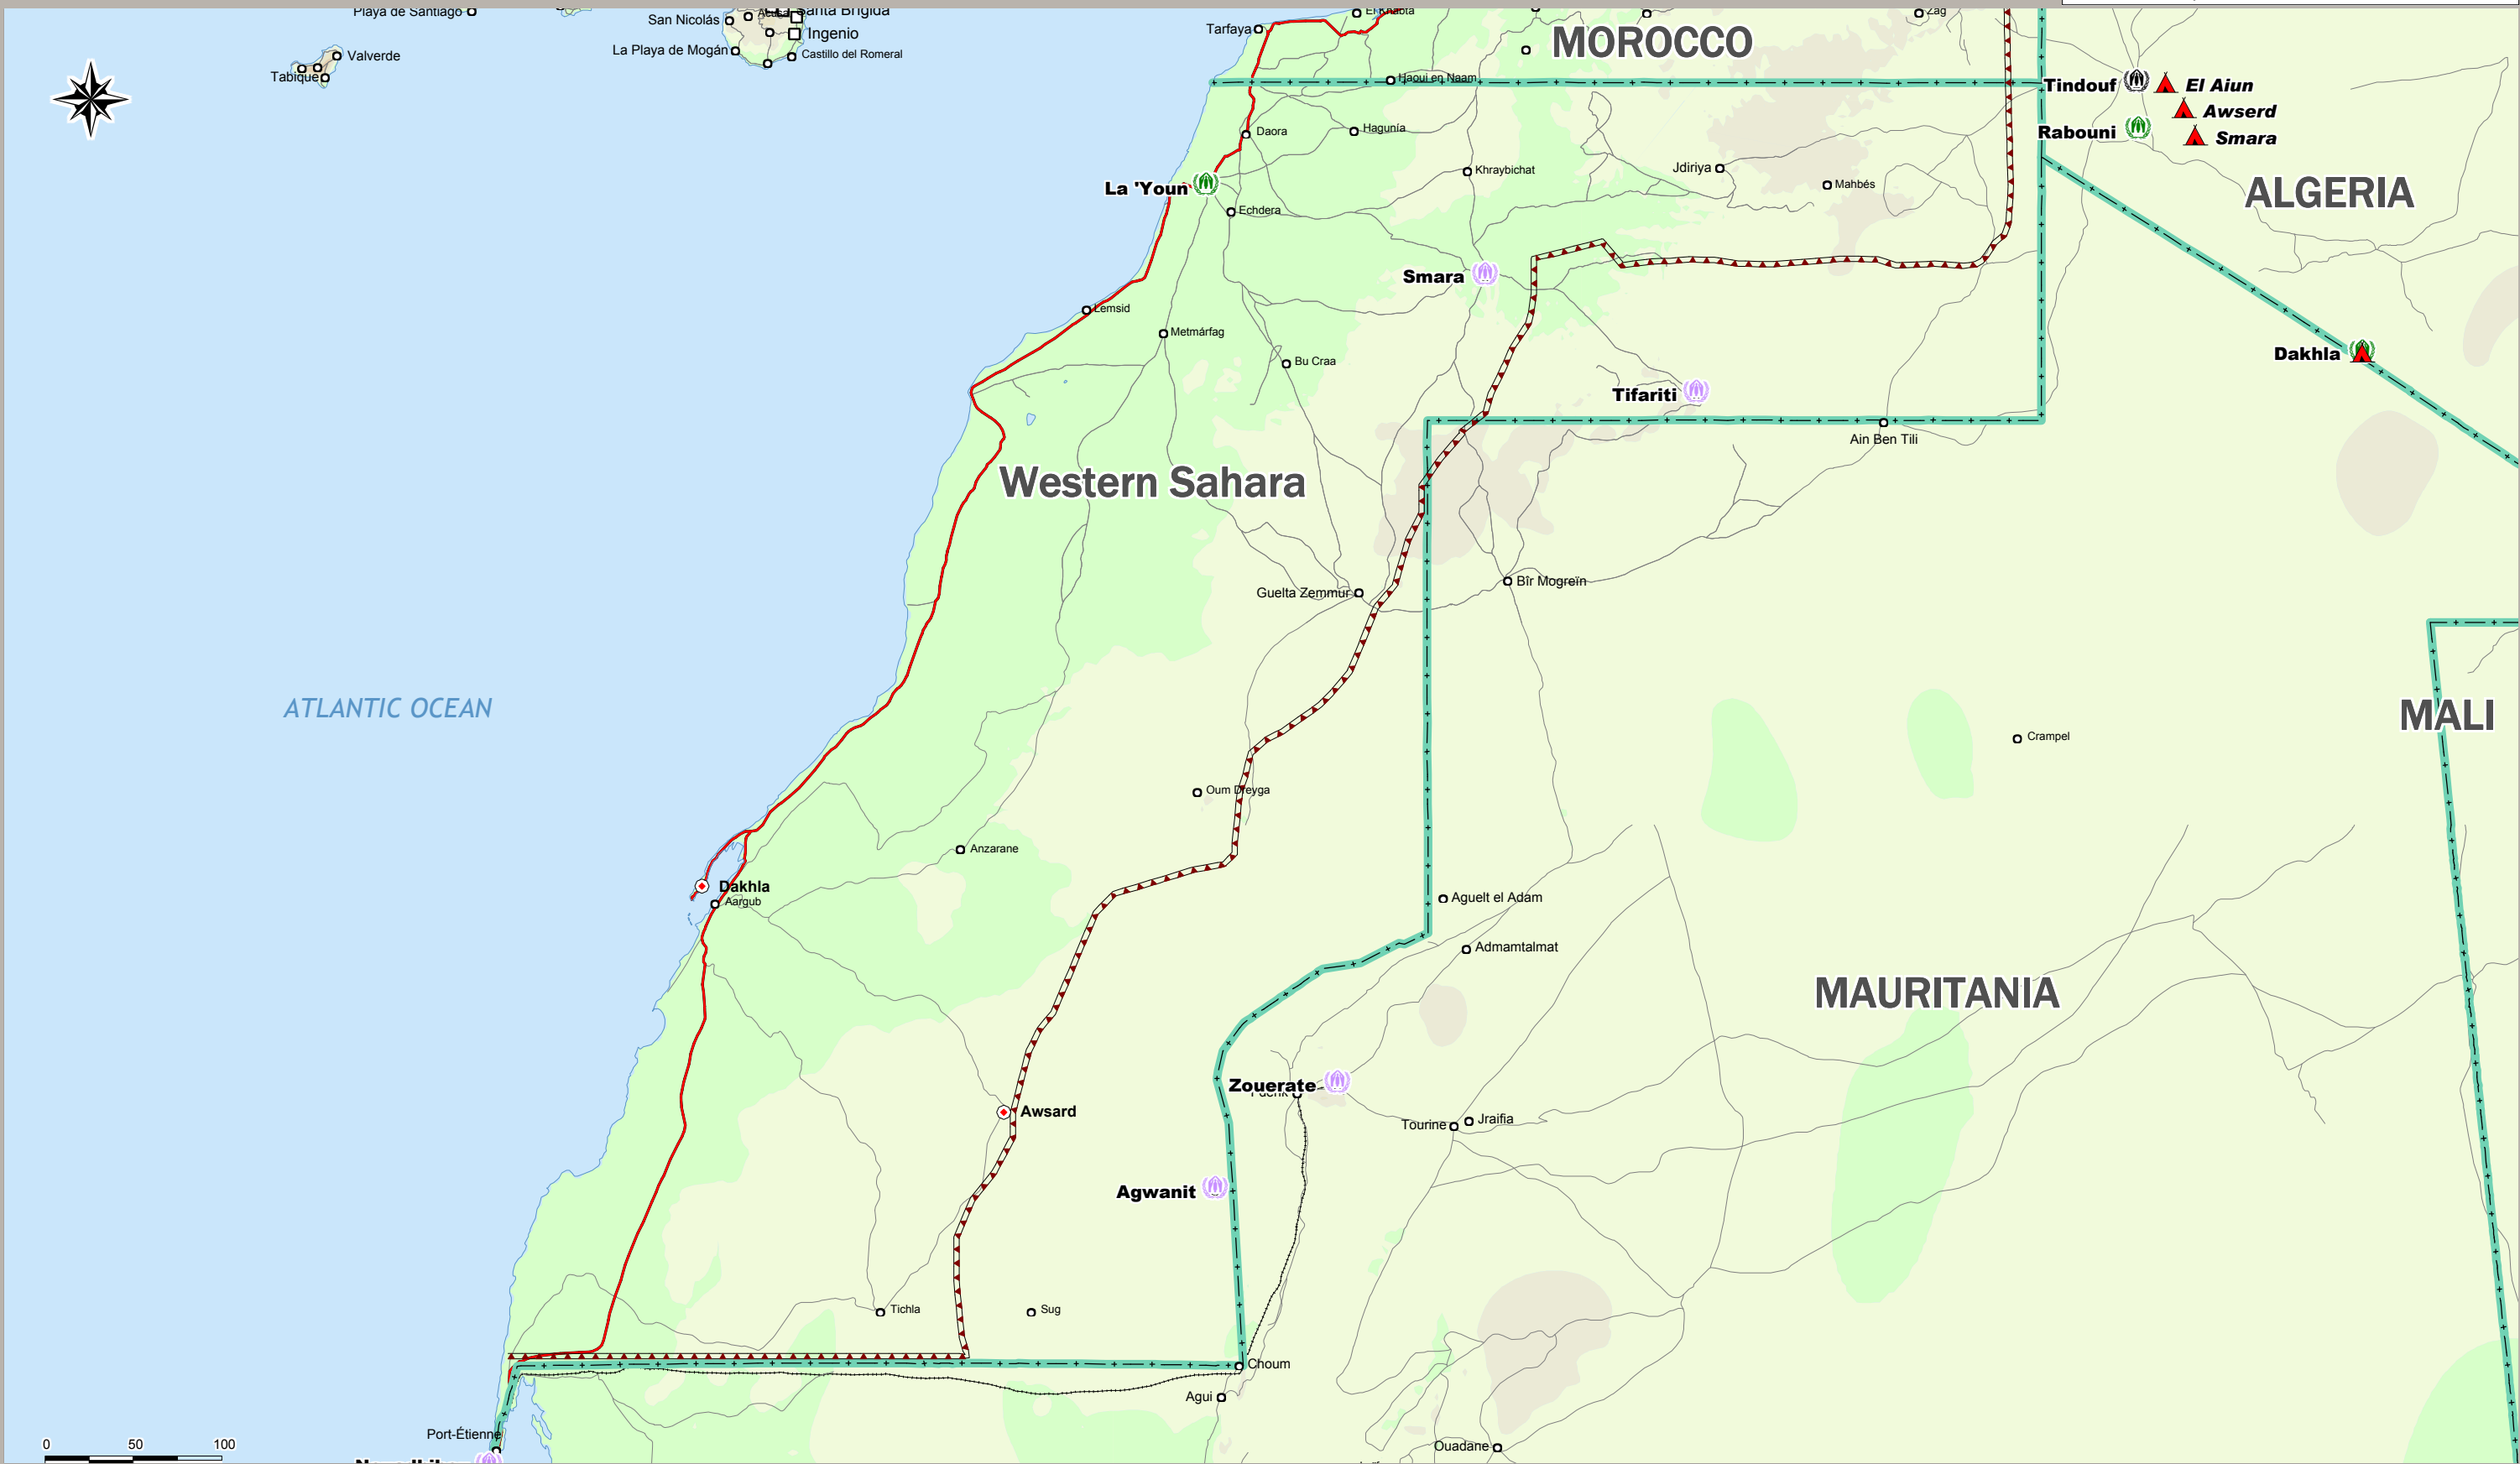 Playa de Santiago
San Nicolás
Acusa
Santa Brígida
Ingenio
Castillo del Romeral
La Playa de Mogán
Valverde
Tabique
Tarfaya
El Khabta
MOROCCO
Zag
Haoui en Naam
Tindouf
El Aiun
Awserd
Rabouni
Smara
Daora
Hagunía
ALGERIA
La 'Youn
Khraybichat
Jdiriya
Mahbés
Echdera
Smara
Lemsid
Metmárfag
Bu Craa
Dakhla
Tifariti
Ain Ben Tili
Western Sahara
Guelta Zemmur
Bîr Mogreïn
ATLANTIC OCEAN
MALI
Crampel
Oum Dreyga
Anzarane
Dakhla
Aargub
Aguelt el Adam
Admamtalmat
MAURITANIA
Zouerate
Awsard
Tourine
Jraifia
Agwanit
Tichla
Sug
Choum
Agui
Port-Étienne
Ouadane
0 50 100